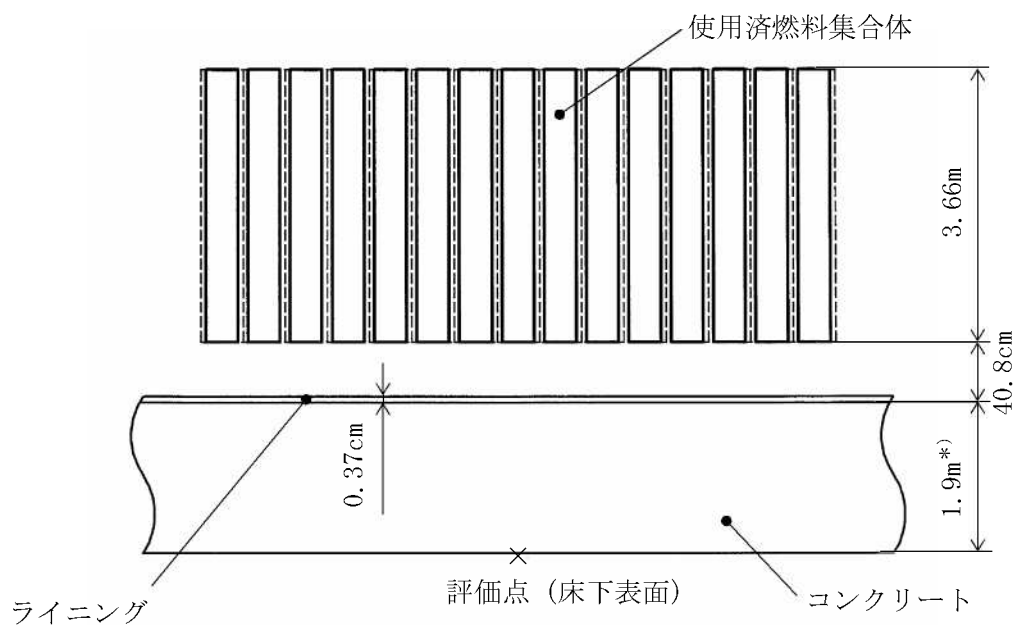 使用済燃料集合体
3.66m
40.8cm
0.37cm
1.9m*)
評価点 (床下表面)
ライニング
コンクリート